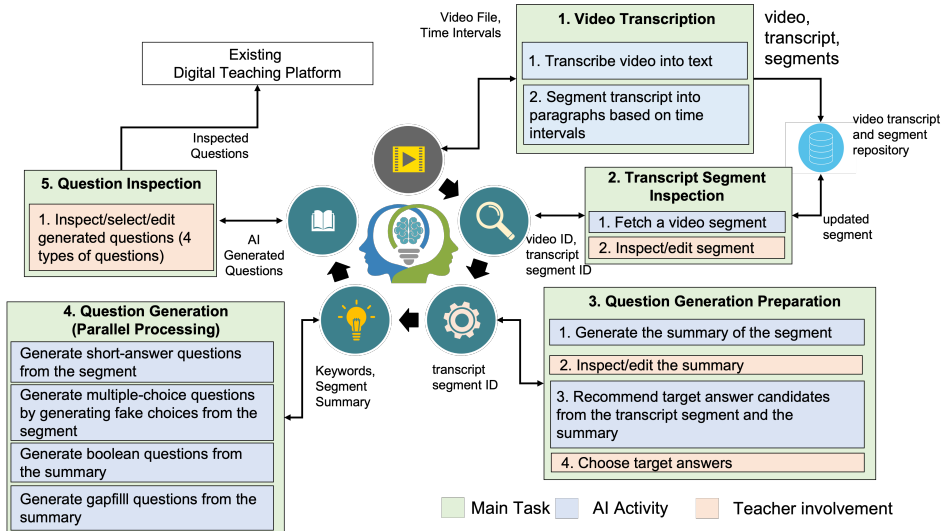 Video File,
Time Intervals
1. Video Transcription
1. Transcribe video into text
2. Segment transcript into
paragraphs based on time
intervals
video,
transcript,
segments
video transcript
and segment
repository
Existing
Digital Teaching Platform
Inspected
Questions
5. Question Inspection
1. Inspect/select/edit
generated questions (4
types of questions)
AI
Generated
Questions
2. Transcript Segment
Inspection
1. Fetch a video segment
2. Inspect/edit segment
video ID,
transcript
segment ID
updated
segment
4. Question Generation
(Parallel Processing)
Generate short-answer questions
from the segment
Generate multiple-choice questions
by generating fake choices from the
segment
Generate boolean questions from
the summary
Generate gapfilll questions from the
summary
Keywords,
Segment
Summary
transcript
segment ID
3. Question Generation Preparation
1. Generate the summary of the segment
2. Inspect/edit the summary
3. Recommend target answer candidates
from the transcript segment and the
summary
4. Choose target answers
Main Task
AI Activity
Teacher involvement